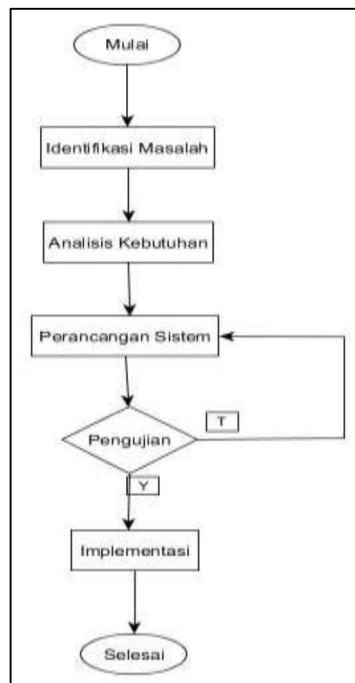 Mulai
Identifikasi Masalah
Analisis Kebutuhan
Perancangan Sistem
Pengujian
T
Y
Implementasi
Selesai